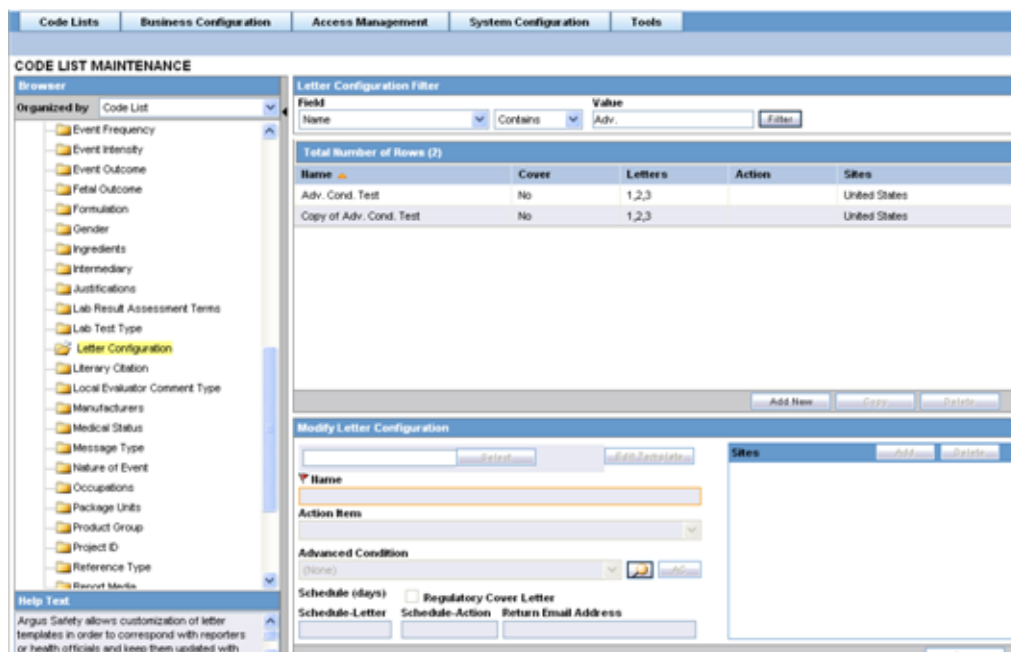 Code Lists Business Configuration Access Management System Configuration Tools
CODE LIST MAINTENANCE
Browser
Organized by Code List
Event Frequency
Event Intensity
Event Outcome
Fetal Outcome
Formulation
Gender
Ingredients
Intermediary
Justifications
Lab Result Assessment Terms
Lab Test Type
Letter Configuration
Literary Citation
Local Evaluator Comment Type
Manufacturers
Medical Status
Message Type
Nature of Event
Occupations
Package Units
Product Group
Project ID
Reference Type
Report Media
Help Text
Argus Safety allows customization of letter
templates in order to correspond with reporters
or health officials and keep them updated with
Letter Configuration Filter
Field Value
Name Contains Adv. Filter
Total Number of Rows (2)
Name Cover Letters Action Sites
Adv. Cond. Test No 1,2,3 United States
Copy of Adv. Cond. Test No 1,2,3 United States
Add New Copy Delete
Modify Letter Configuration
Select Edit Template...
Name
Action Item
Advanced Condition
(None) AC
Schedule (days) Regulatory Cover Letter
Schedule-Letter Schedule-Action Return Email Address
Sites Add Delete